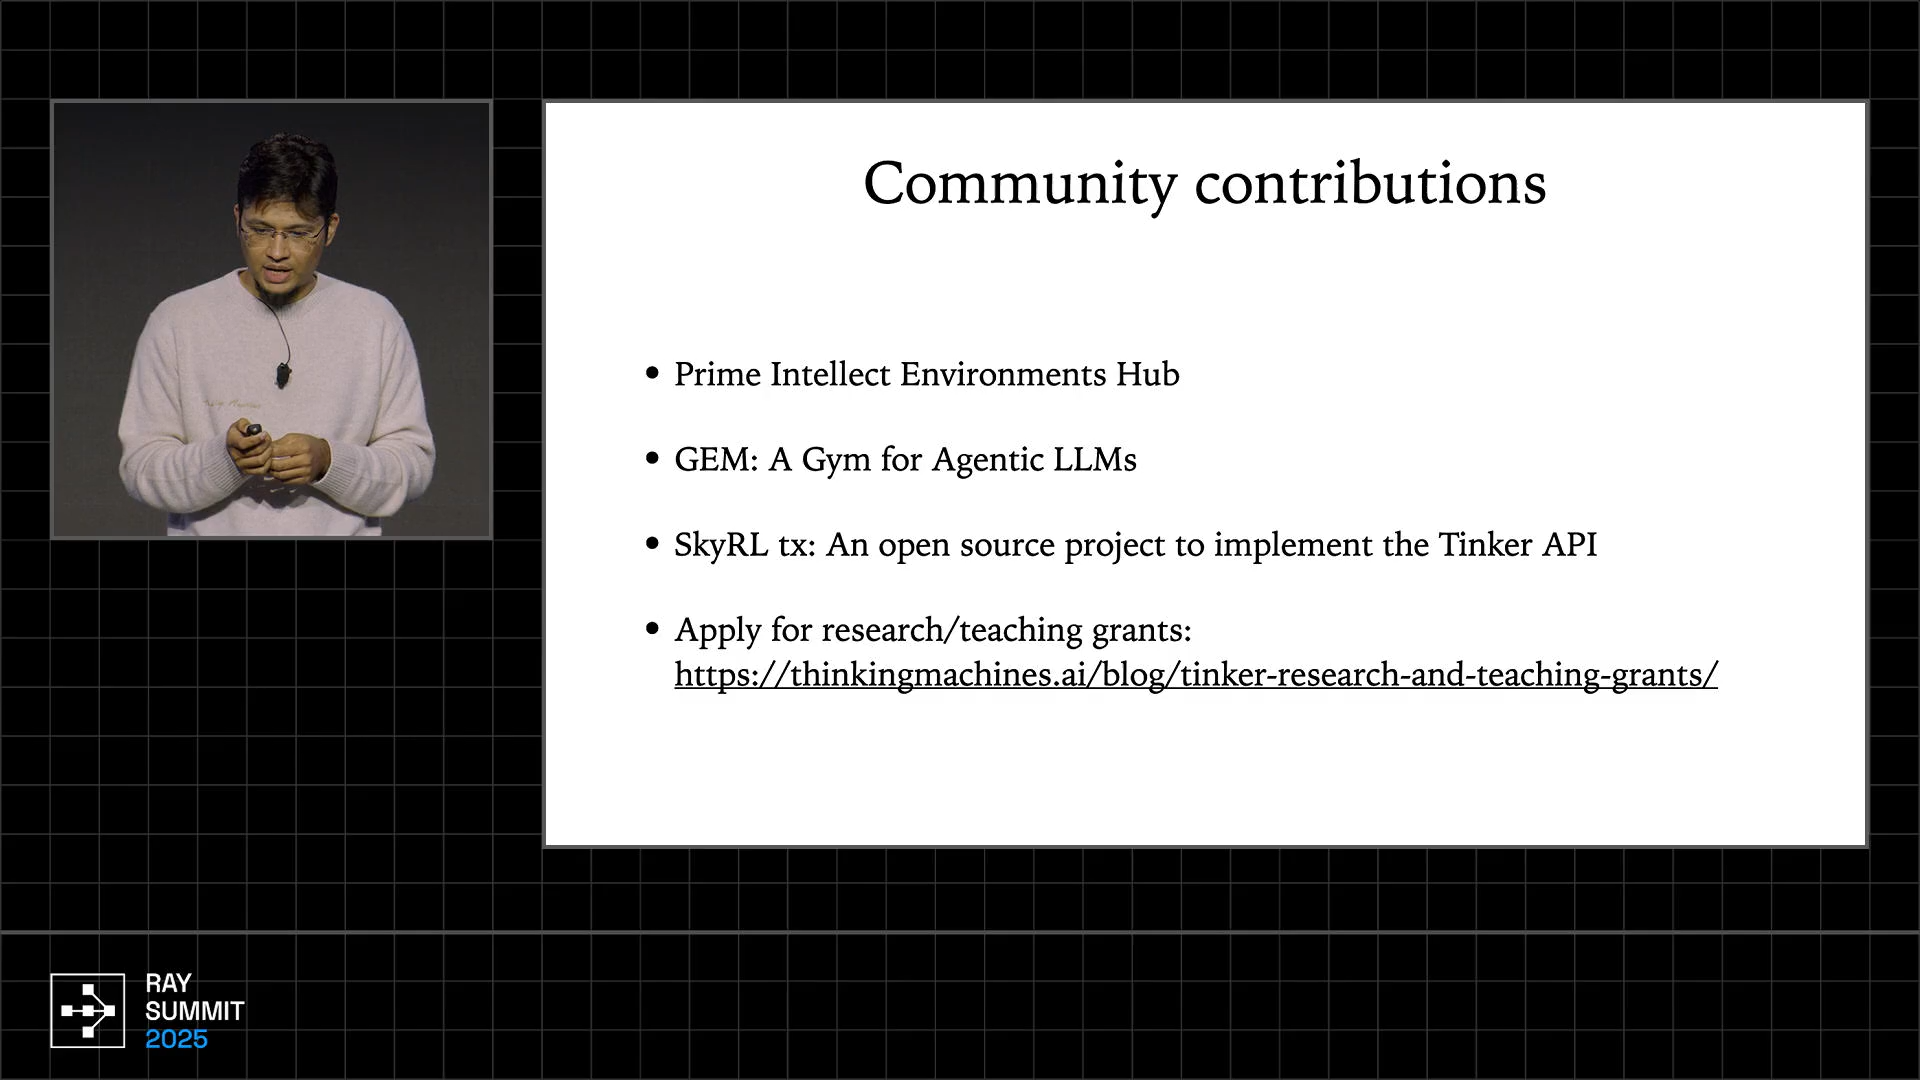 Community contributions
• Prime Intellect Environments Hub
• GEM: A Gym for Agentic LLMs
• SkyRL tx: An open source project to implement the Tinker API
• Apply for research/teaching grants:
https://thinkingmachines.ai/blog/tinker-research-and-teaching-grants/
RAY
SUMMIT
2025